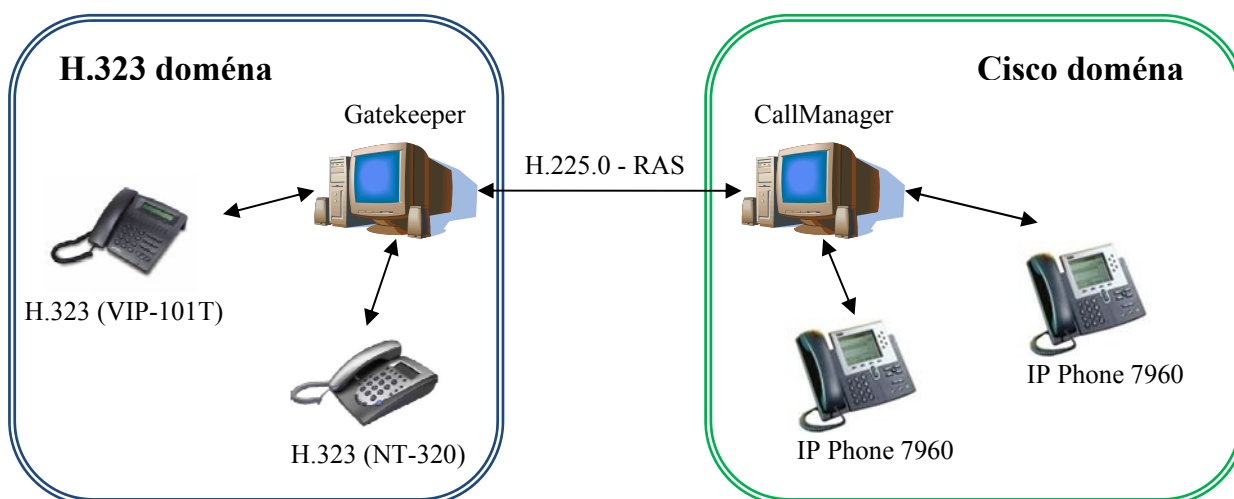 H.323 doména
Cisco doména
Gatekeeper
CallManager
H.225.0 - RAS
H.323 (VIP-101T)
H.323 (NT-320)
IP Phone 7960
IP Phone 7960